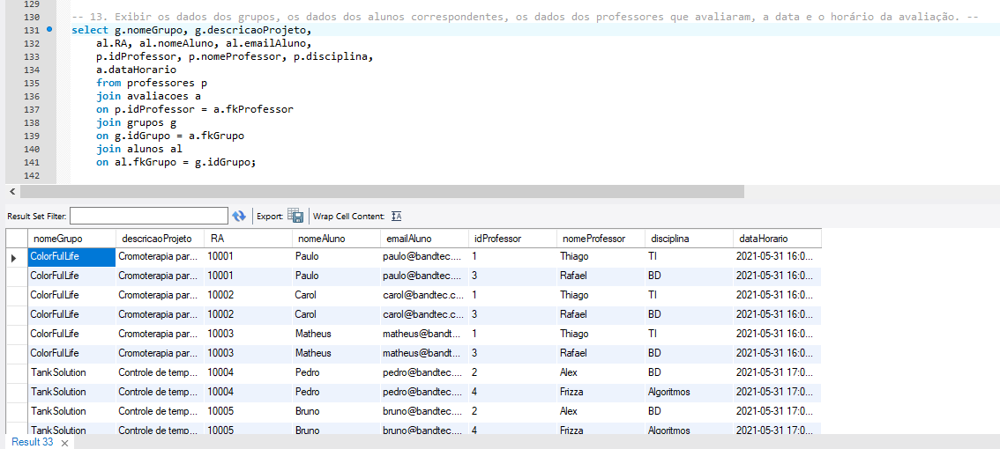 129
130 -- 13. Exibir os dados dos grupos, os dados dos alunos correspondentes, os dados dos professores que avaliaram, a data e o horário da avaliação. --
131 select g.nomeGrupo, g.descricaoProjeto,
132 al.RA, al.nomeAluno, al.emailAluno,
133 p.idProfessor, p.nomeProfessor, p.disciplina,
134 a.dataHorario
135 from professores p
136 join avaliacoes a
137 on p.idProfessor = a.fkProfessor
138 join grupos g
139 on g.idGrupo = a.fkGrupo
140 join alunos al
141 on al.fkGrupo = g.idGrupo;
142
Result Set Filter: Export: Wrap Cell Content:
nomeGrupo descricaoProjeto RA nomeAluno emailAluno idProfessor nomeProfessor disciplina dataHorario
ColorFulLife Cromoterapia par... 10001 Paulo paulo@bandtec.... 1 Thiago TI 2021-05-31 16:0...
ColorFulLife Cromoterapia par... 10001 Paulo paulo@bandtec.... 3 Rafael BD 2021-05-31 16:0...
ColorFulLife Cromoterapia par... 10002 Carol carol@bandtec.c... 1 Thiago TI 2021-05-31 16:0...
ColorFulLife Cromoterapia par... 10002 Carol carol@bandtec.c... 3 Rafael BD 2021-05-31 16:0...
ColorFulLife Cromoterapia par... 10003 Matheus matheus@bandt... 1 Thiago TI 2021-05-31 16:0...
ColorFulLife Cromoterapia par... 10003 Matheus matheus@bandt... 3 Rafael BD 2021-05-31 16:0...
TankSolution Controle de temp... 10004 Pedro pedro@bandtec.... 2 Alex BD 2021-05-31 17:0...
TankSolution Controle de temp... 10004 Pedro pedro@bandtec.... 4 Frizza Algoritmos 2021-05-31 17:0...
TankSolution Controle de temp... 10005 Bruno bruno@bandtec.... 2 Alex BD 2021-05-31 17:0...
TankSolution Controle de temp... 10005 Bruno bruno@bandtec.... 4 Frizza Algoritmos 2021-05-31 17:0...
Result 33